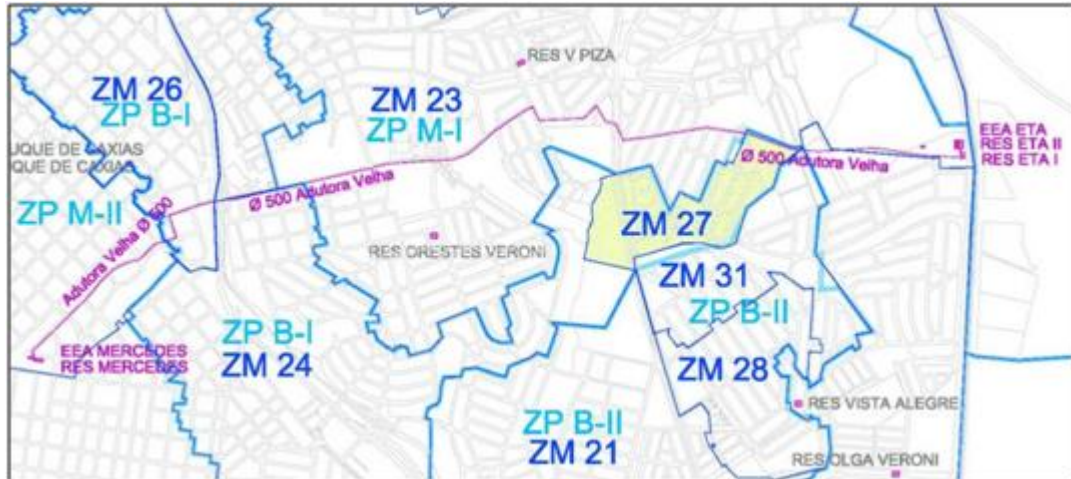 RES V PIZA
ZM 26
ZP B-I
ZM 23
ZP M-I
UQUE DE CAXIAS
QUE DE CAXIAS
ZP M-II
Ø 500 Adutora Velha
Adutora Velha Ø 500
EEA ETA
RES ETA II
RES ETA I
Ø 500 Adutora Velha
ZM 27
RES ORESTES VERONI
ZM 31
ZP B-II
ZP B-I
ZM 24
EEA MERCEDES
RES MERCEDES
ZM 28
ZP B-II
ZM 21
RES VISTA ALEGRE
RES OLGA VERONI